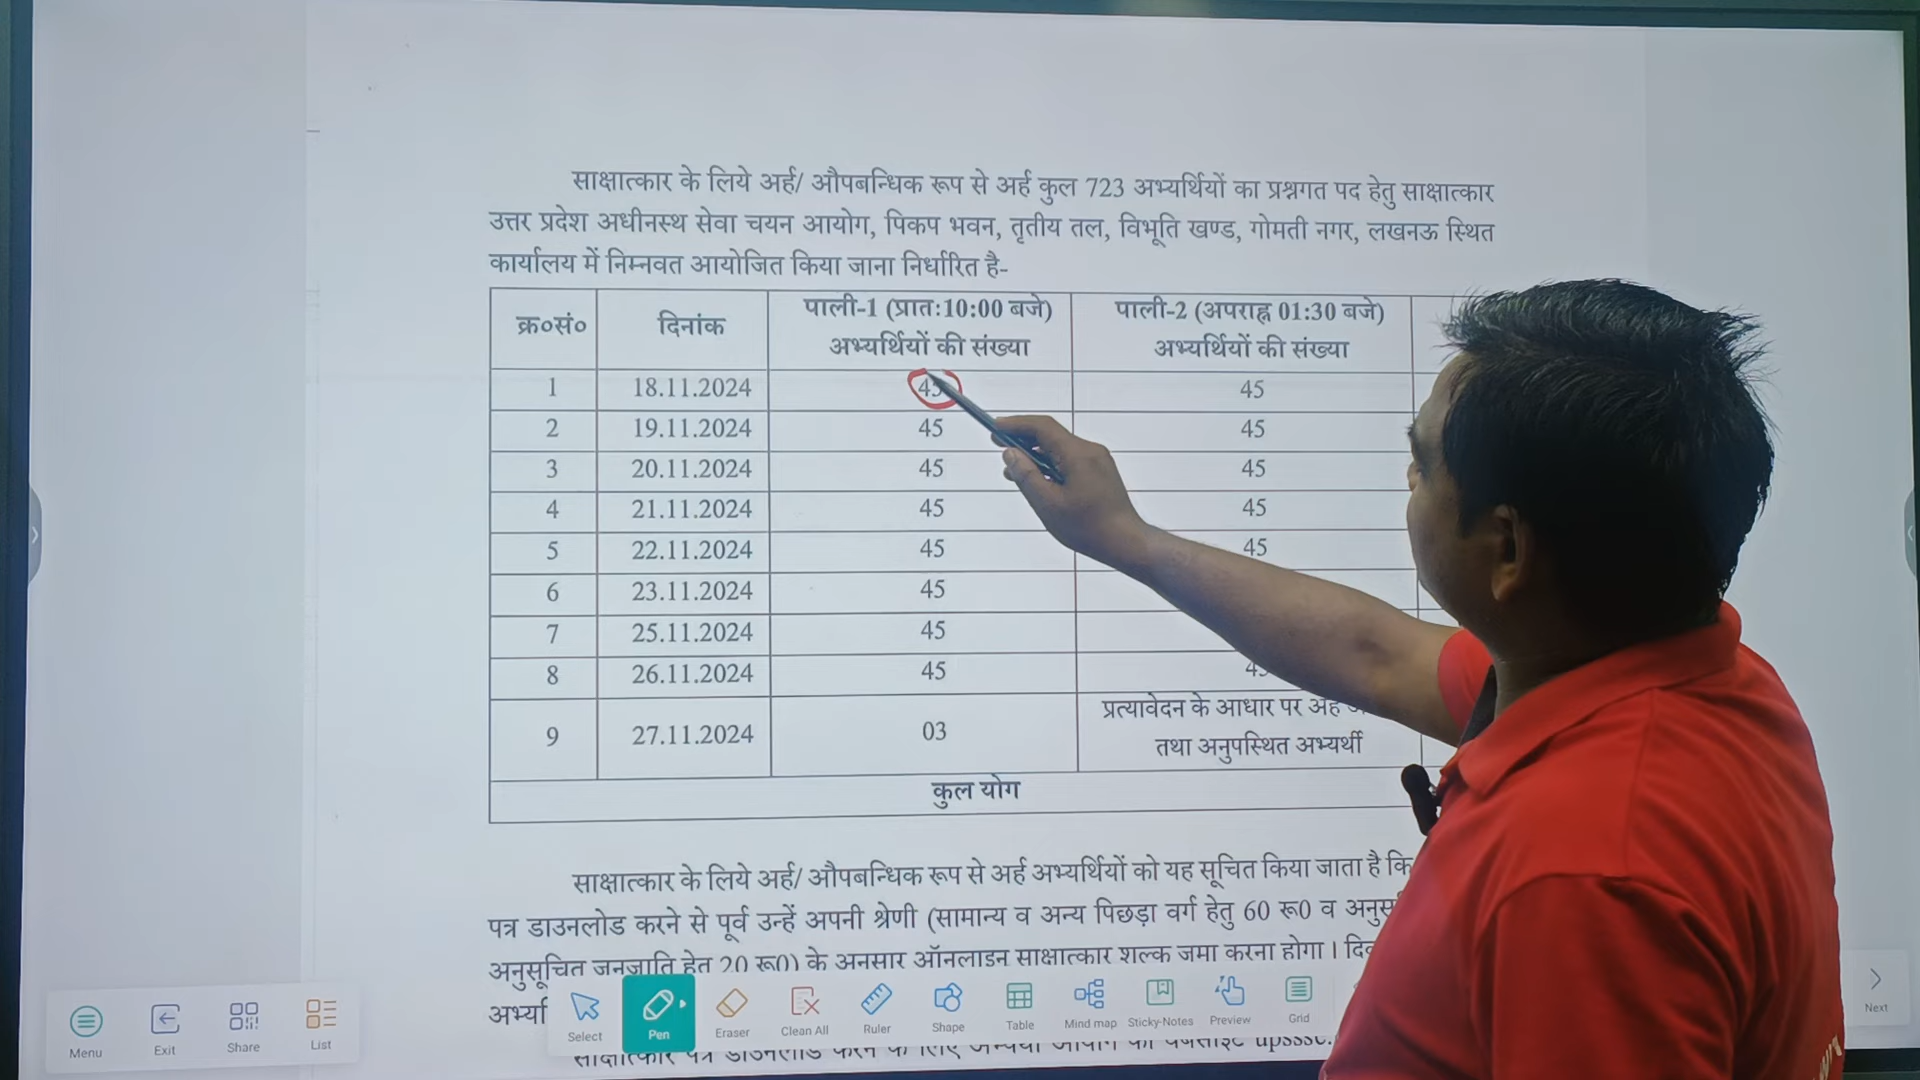 साक्षात्कार के लिये अर्ह/ औपबन्धिक रूप से अर्ह कुल 723 अभ्यर्थियों का प्रश्नगत पद हेतु साक्षात्कार
उत्तर प्रदेश अधीनस्थ सेवा चयन आयोग, पिकप भवन, तृतीय तल, विभूति खण्ड, गोमती नगर, लखनऊ स्थित
कार्यालय में निम्नवत आयोजित किया जाना निर्धारित है-
क्र०सं० दिनांक पाली-1 (प्रात:10:00 बजे) अभ्यर्थियों की संख्या पाली-2 (अपराह्न 01:30 बजे) अभ्यर्थियों की संख्या
1 18.11.2024 45 45
2 19.11.2024 45 45
3 20.11.2024 45 45
4 21.11.2024 45 45
5 22.11.2024 45 45
6 23.11.2024 45
7 25.11.2024 45
8 26.11.2024 45
9 27.11.2024 03 प्रत्यावेदन के आधार पर अर्ह
तथा अनुपस्थित अभ्यर्थी
कुल योग
साक्षात्कार के लिये अर्ह/ औपबन्धिक रूप से अर्ह अभ्यर्थियों को यह सूचित किया जाता है कि
पत्र डाउनलोड करने से पूर्व उन्हें अपनी श्रेणी (सामान्य व अन्य पिछड़ा वर्ग हेतु 60 रू0 व
अनुसूचित जनजाति हेतु 20 रू0) के अनुसार ऑनलाइन साक्षात्कार शुल्क जमा करना होगा।
Menu Exit Share List Select Pen Eraser Clean All Ruler Shape Table Mind map Sticky-Notes Preview Grid Next
साक्षात्कार पत्र डाउनलोड करने के लिए